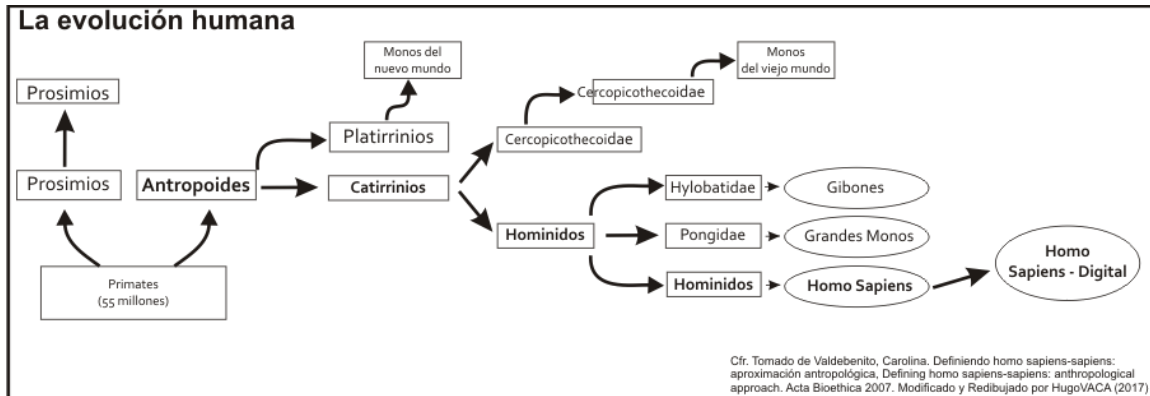 La evolución humana
Prosimios
Prosimios
Primates
(55 millones)
Antropoides
Platirrinios
Monos del
nuevo mundo
Catirrinios
Cercopicothecoidae
Cercopicothecoidae
Monos
del viejo mundo
Hominidos
Hylobatidae
Gibones
Pongidae
Grandes Monos
Hominidos
Homo Sapiens
Homo
Sapiens - Digital
Cfr. Tomado de Valdebenito, Carolina. Definiendo homo sapiens-sapiens:
aproximación antropológica, Defining homo sapiens-sapiens: anthropological
approach. Acta Bioethica 2007. Modificado y Redibujado por HugoVACA (2017)